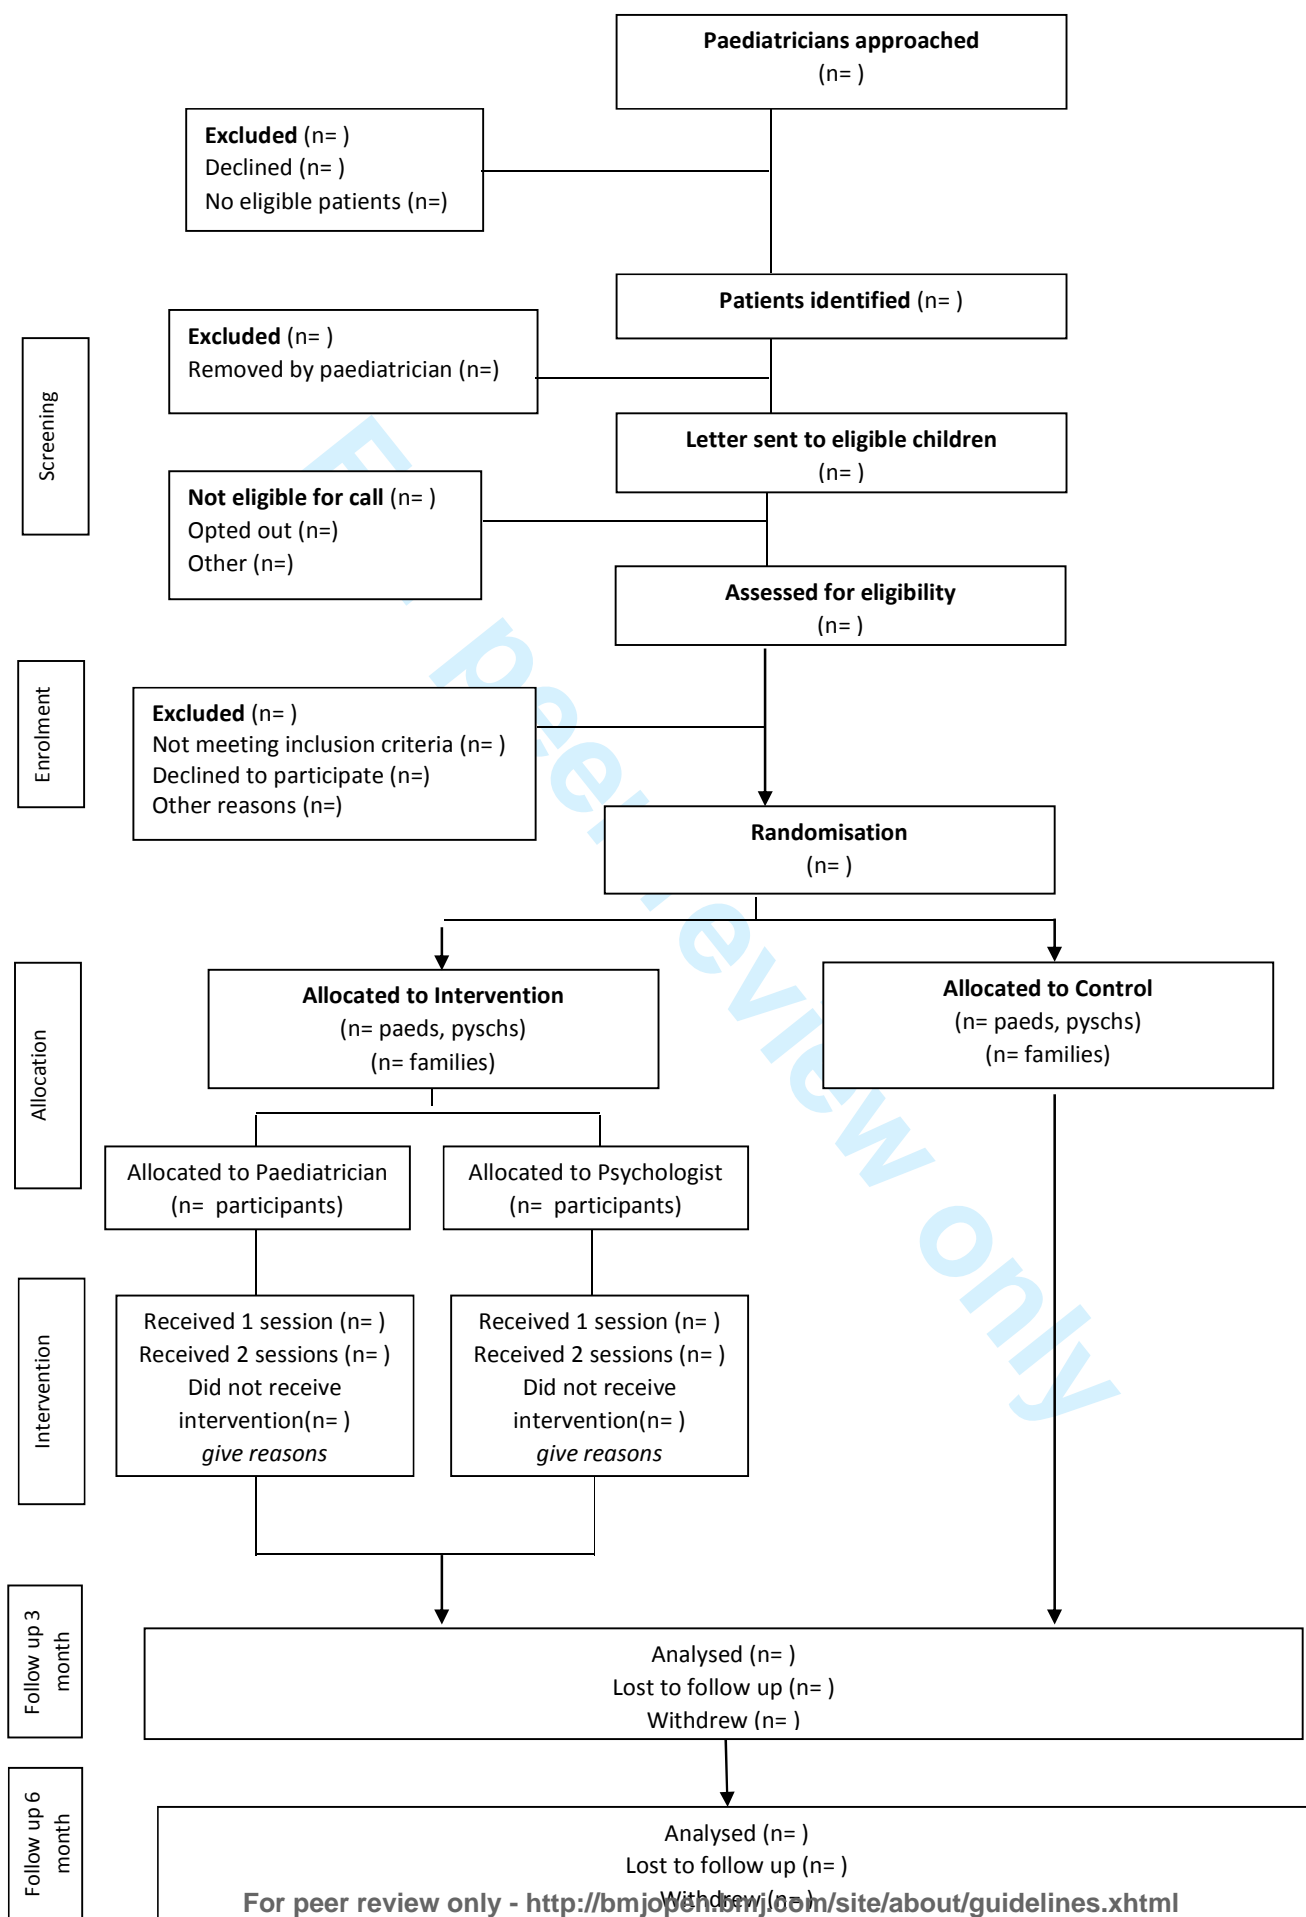 Paediatricians approached
(n= )
Excluded (n= )
Declined (n= )
No eligible patients (n=)
Patients identified (n= )
Excluded (n= )
Removed by paediatrician (n=)
Screening
Letter sent to eligible children
(n= )
Not eligible for call (n= )
Opted out (n=)
Other (n=)
Assessed for eligibility
(n= )
Enrolment
Excluded (n= )
Not meeting inclusion criteria (n= )
Declined to participate (n=)
Other reasons (n=)
Randomisation
(n= )
Allocation
Allocated to Intervention
(n= paeds, pyschs)
(n= families)
Allocated to Control
(n= paeds, pyschs)
(n= families)
Allocated to Paediatrician
(n=  participants)
Allocated to Psychologist
(n=  participants)
Intervention
Received 1 session (n= )
Received 2 sessions (n= )
Did not receive
intervention(n= )
give reasons
Received 1 session (n= )
Received 2 sessions (n= )
Did not receive
intervention(n= )
give reasons
Follow up 3
month
Analysed (n= )
Lost to follow up (n= )
Withdrew (n= )
Follow up 6
month
Analysed (n= )
Lost to follow up (n= )
Withdrew (n= )
For peer review only - http://bmjopen.bmj.com/site/about/guidelines.xhtml
For peer review only